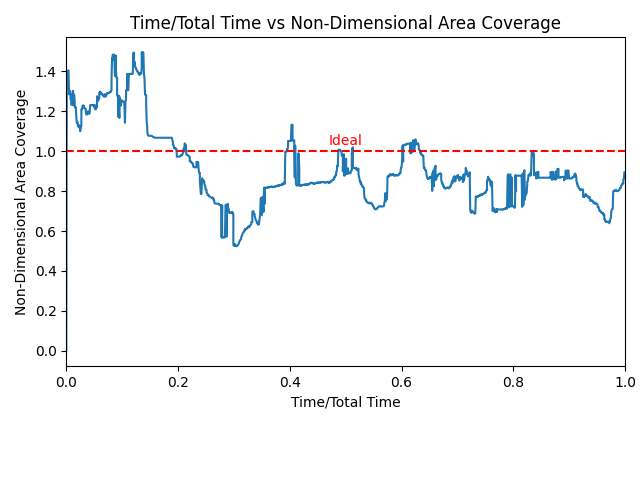 Time/Total Time vs Non-Dimensional Area Coverage
Non-Dimensional Area Coverage
1.4
1.2
1.0
0.8
0.6
0.4
0.2
0.0
Ideal
0.0 0.2 0.4 0.6 0.8 1.0
Time/Total Time